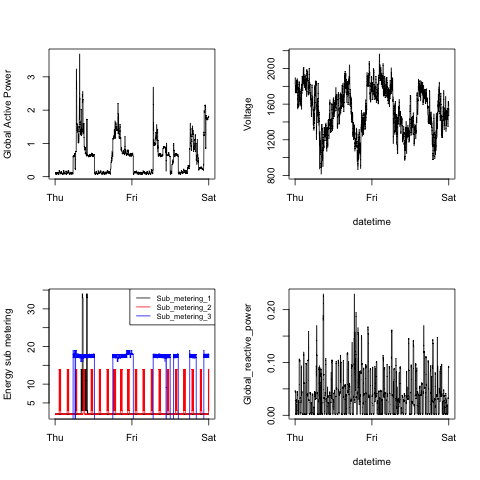 Global Active Power
0 1 2 3
Thu Fri Sat
Voltage
800 1200 1600 2000
Thu Fri Sat
datetime
Energy sub metering
5 10 20 30
Sub_metering_1
Sub_metering_2
Sub_metering_3
Thu Fri Sat
Global_reactive_power
0.00 0.10 0.20
Thu Fri Sat
datetime